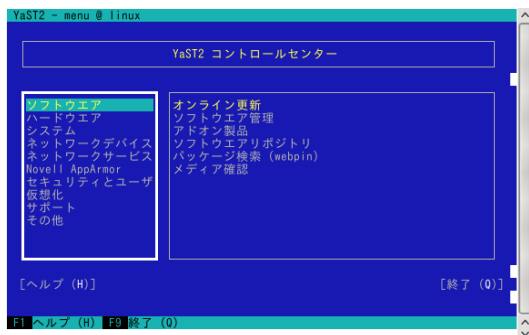 YaST2 - menu @ linux
YaST2 コントロールセンター
ソフトウエア
ハードウエア
システム
ネットワークデバイス
ネットワークサービス
Novell AppArmor
セキュリティとユーザ
仮想化
サポート
その他
オンライン更新
ソフトウエア管理
アドオン製品
ソフトウエアリポジトリ
パッケージ検索 (webpin)
メディア確認
[ヘルプ (H)]
[終了 (Q)]
F1 ヘルプ (H) F9 終了 (Q)